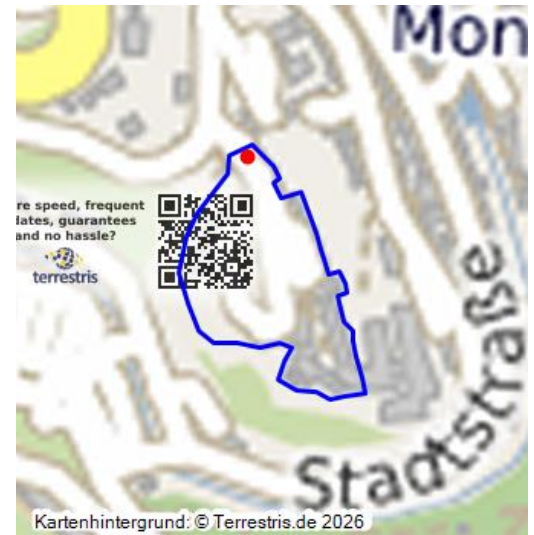 Mon
re speed, frequent
dates, guarantees
and no hassle?
terrestris
Stadtstraße
Kartenhintergrund: © Terrestris.de 2026